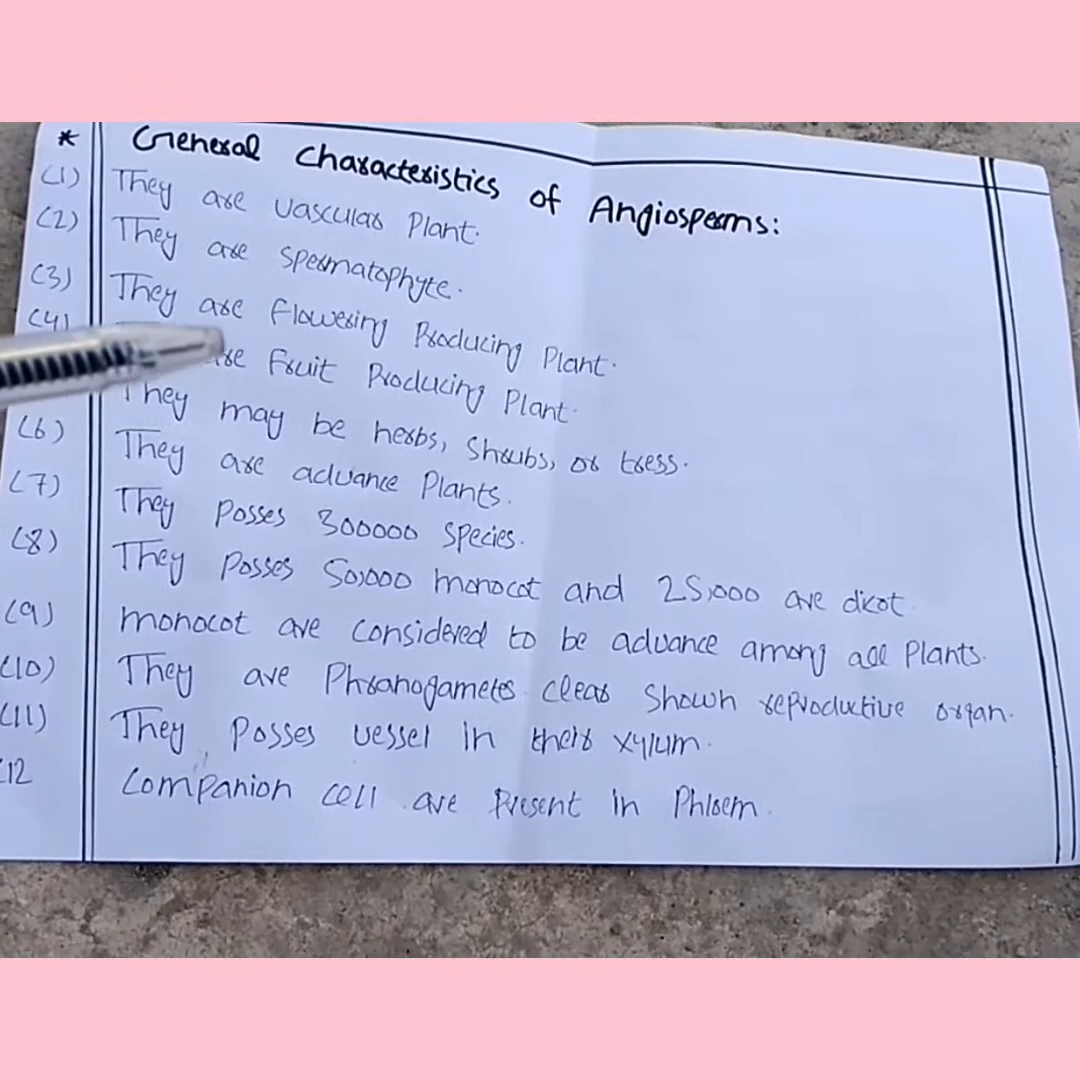 * General Characteristics of Angiosperms:
(1) They are vascular Plant.
(2) They are spermatophyte.
(3) They are flowering Producing Plant.
(4) are Fruit Producing Plant.
They may be herbs, Shrubs, or tress.
(6) They are advance Plants.
(7) They Posses 300000 species.
(8) They Posses 50,000 monocot and 25,000 are dicot.
(9) monocot are considered to be advance among all Plants.
(10) They are Phranogametes clear shown reproductive organ.
(11) They Posses vessel in their xylum.
(12 Companion cell are Present in Phloem.